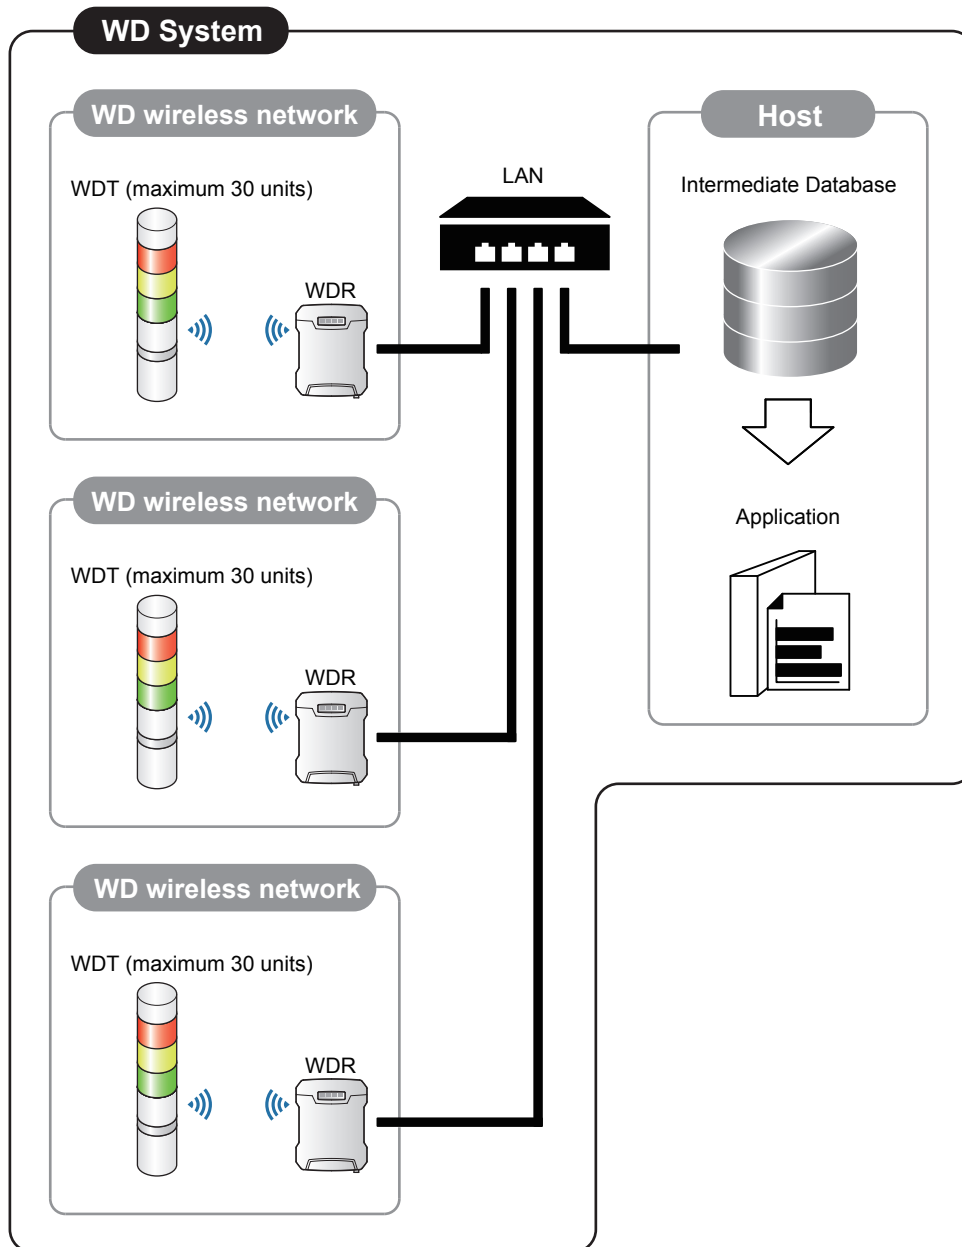 WD System
WD wireless network
WDT (maximum 30 units)
WDR
LAN
Host
Intermediate Database
Application
WD wireless network
WDT (maximum 30 units)
WDR
WD wireless network
WDT (maximum 30 units)
WDR